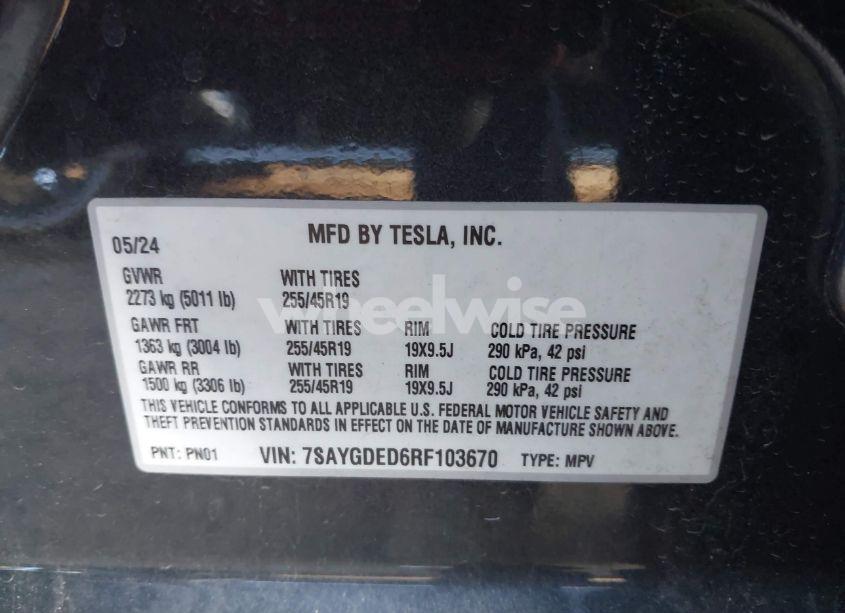 MFD BY TESLA, INC.
05/24
GVWR WITH TIRES
2273 kg (5011 lb) 255/45R19
wheelwise
GAWR FRT WITH TIRES RIM COLD TIRE PRESSURE
1363 kg (3004 lb) 255/45R19 19X9.5J 290 kPa, 42 psi
GAWR RR WITH TIRES RIM COLD TIRE PRESSURE
1500 kg (3306 lb) 255/45R19 19X9.5J 290 kPa, 42 psi
THIS VEHICLE CONFORMS TO ALL APPLICABLE U.S. FEDERAL MOTOR VEHICLE SAFETY AND
THEFT PREVENTION STANDARDS IN EFFECT ON THE DATE OF MANUFACTURE SHOWN ABOVE.
PNT: PN01 VIN: 7SAYGDED6RF103670 TYPE: MPV